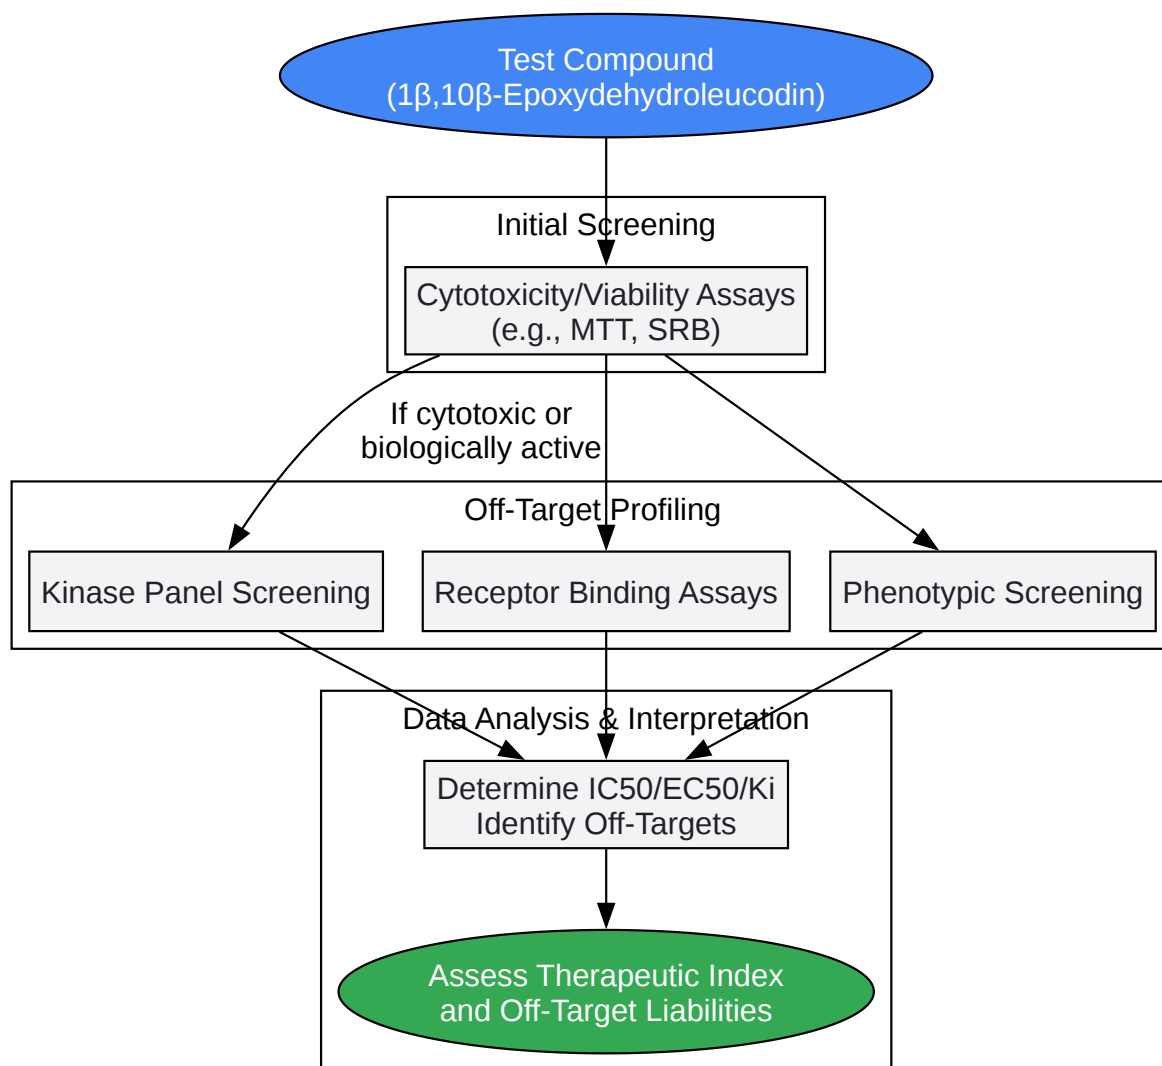 Test Compound
(1β,10β-Epoxydehydroleucodin)
Initial Screening
Cytotoxicity/Viability Assays
(e.g., MTT, SRB)
If cytotoxic or
biologically active
Off-Target Profiling
Kinase Panel Screening
Receptor Binding Assays
Phenotypic Screening
Data Analysis & Interpretation
Determine IC50/EC50/Ki
Identify Off-Targets
Assess Therapeutic Index
and Off-Target Liabilities